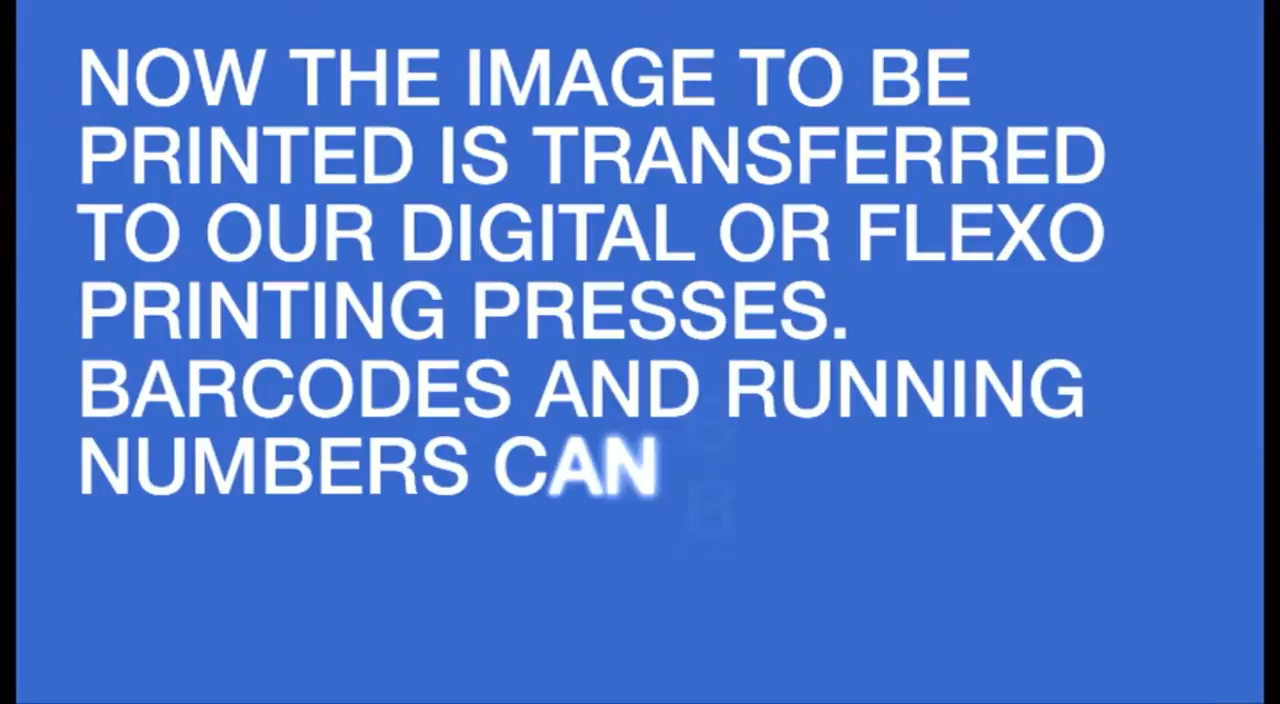 NOW THE IMAGE TO BE
PRINTED IS TRANSFERRED
TO OUR DIGITAL OR FLEXO
PRINTING PRESSES.
BARCODES AND RUNNING
NUMBERS CAN